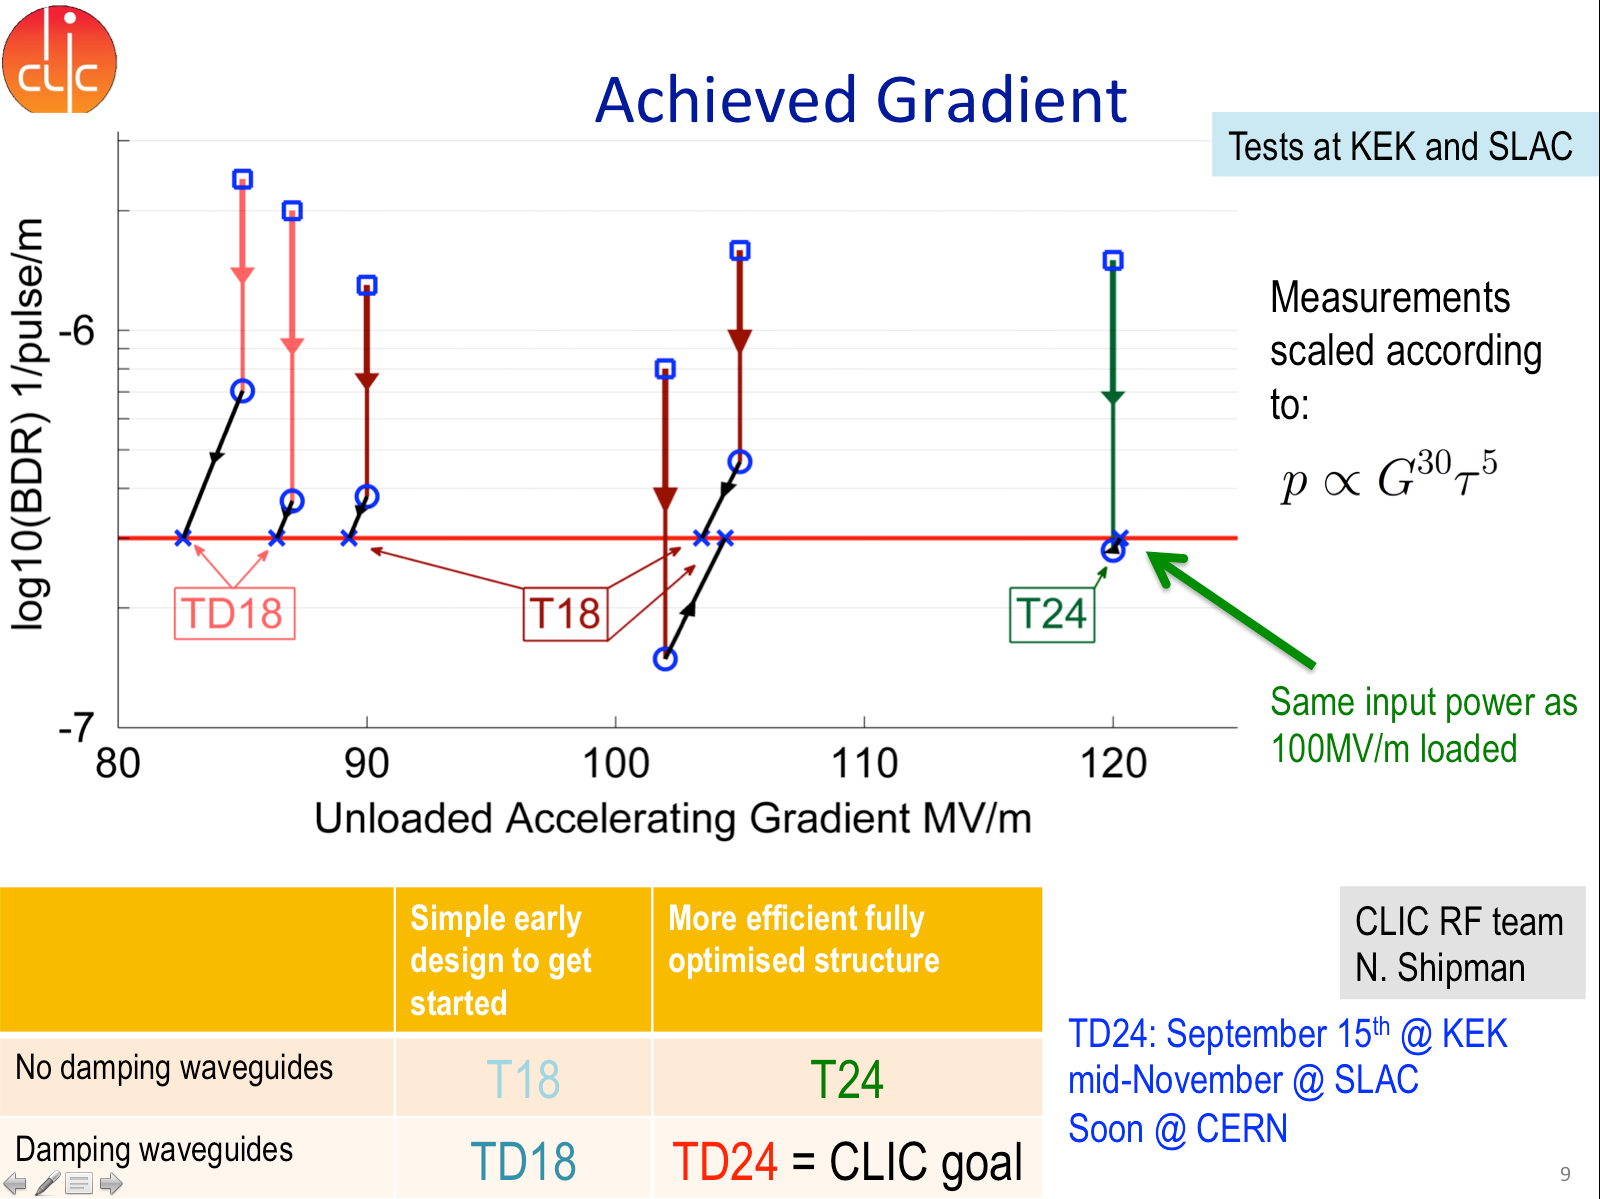 clic
Achieved Gradient
Tests at KEK and SLAC
log10(BDR) 1/pulse/m
-6
-7
80 90 100 110 120
Unloaded Accelerating Gradient MV/m
TD18
T18
T24
Measurements
scaled according
to:
p ∝ G³⁰τ⁵
Same input power as
100MV/m loaded
Simple early
design to get
started
More efficient fully
optimised structure
No damping waveguides
T18
T24
Damping waveguides
TD18
TD24 = CLIC goal
CLIC RF team
N. Shipman
TD24: September 15th @ KEK
mid-November @ SLAC
Soon @ CERN
9